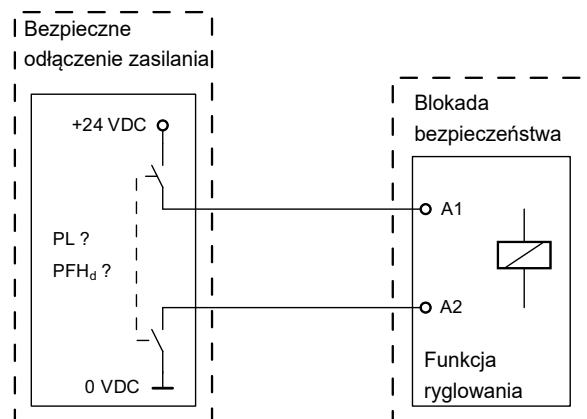 Bezpieczne
odłączenie zasilania
+24 VDC
PL ?
PFHd ?
0 VDC
Blokada
bezpieczeństwa
A1
A2
Funkcja
ryglowania